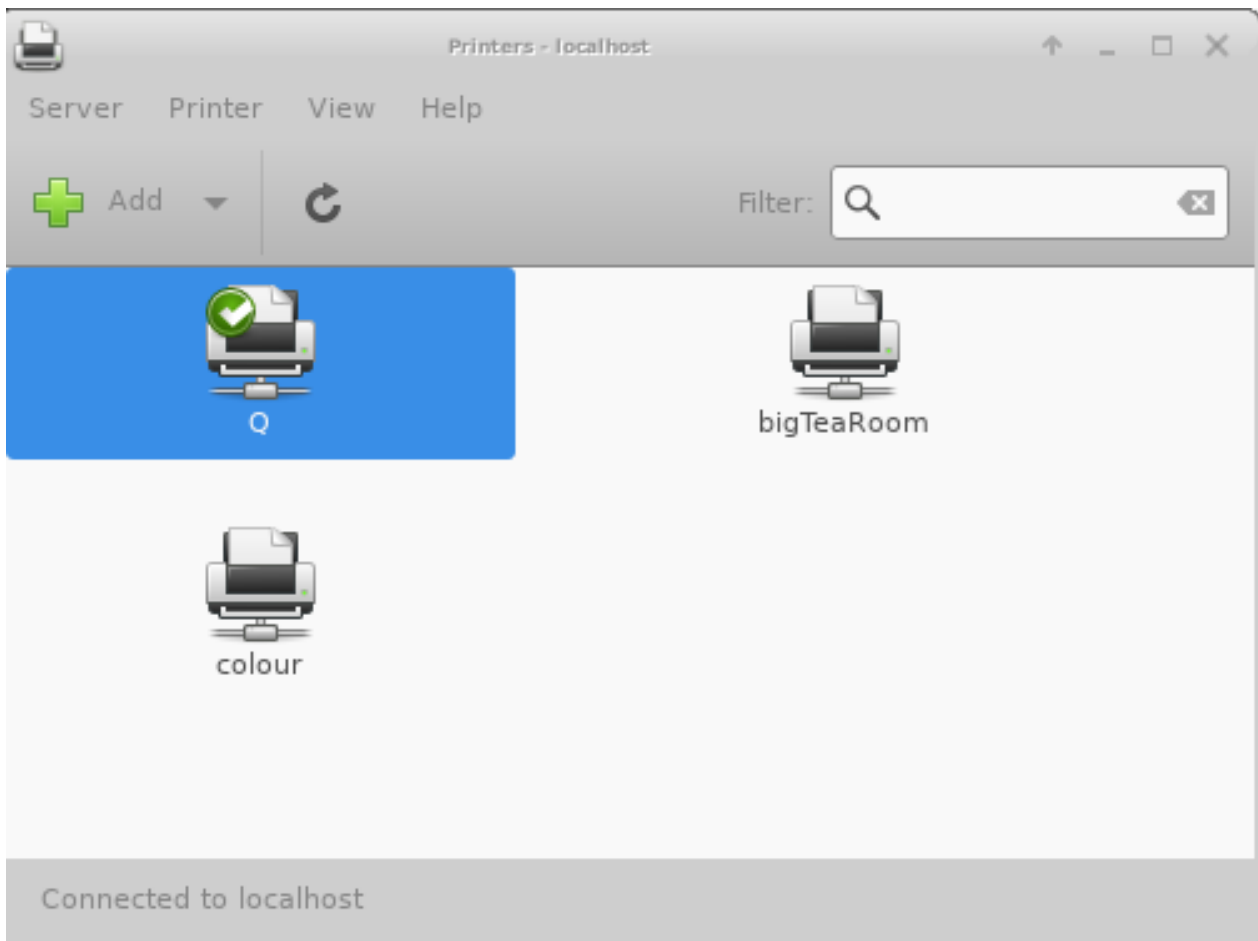 Printers - localhost
Server Printer View Help
Add Filter:
Q bigTeaRoom
colour
Connected to localhost